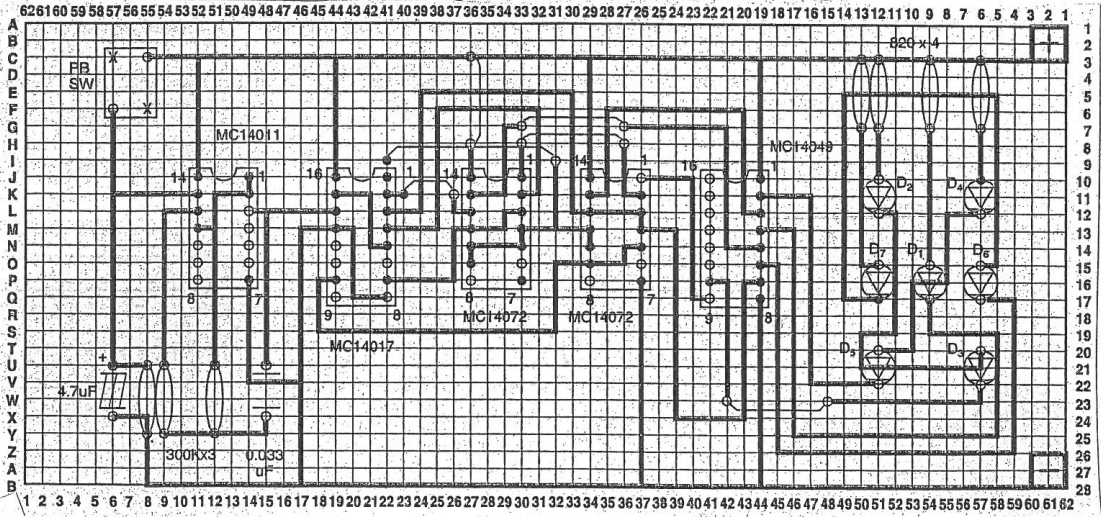 62 61 60 59 58 57 56 55 54 53 52 51 50 49 48 47 46 45 44 43 42 41 40 39 38 37 36 35 34 33 32 31 30 29 28 27 26 25 24 23 22 21 20 19 18 17 16 15 14 13 12 11 10 9 8 7 6 5 4 3 2 1
A 1
B 820 x 4 + 2
C X 3
D PB 4
E SW 5
F X 6
G MC14011 7
H MC14049 8
I 14 1 16 1 14 1 14 1 16 1 9
J 10
K D2 D4 11
L 12
M 13
N D7 D1 D6 14
O 15
P 16
Q 8 7 9 8 8 7 8 7 9 8 17
R MC14072 MC14072 18
S MC14017 19
T + D5 D3 20
U 21
V 4.7uF 22
W 23
X 24
Y 300Kx3 0.033 25
Z uF 26
A - 27
B 28
1 2 3 4 5 6 7 8 9 10 11 12 13 14 15 16 17 18 19 20 21 22 23 24 25 26 27 28 29 30 31 32 33 34 35 36 37 38 39 40 41 42 43 44 45 46 47 48 49 50 51 52 53 54 55 56 57 58 59 60 61 62